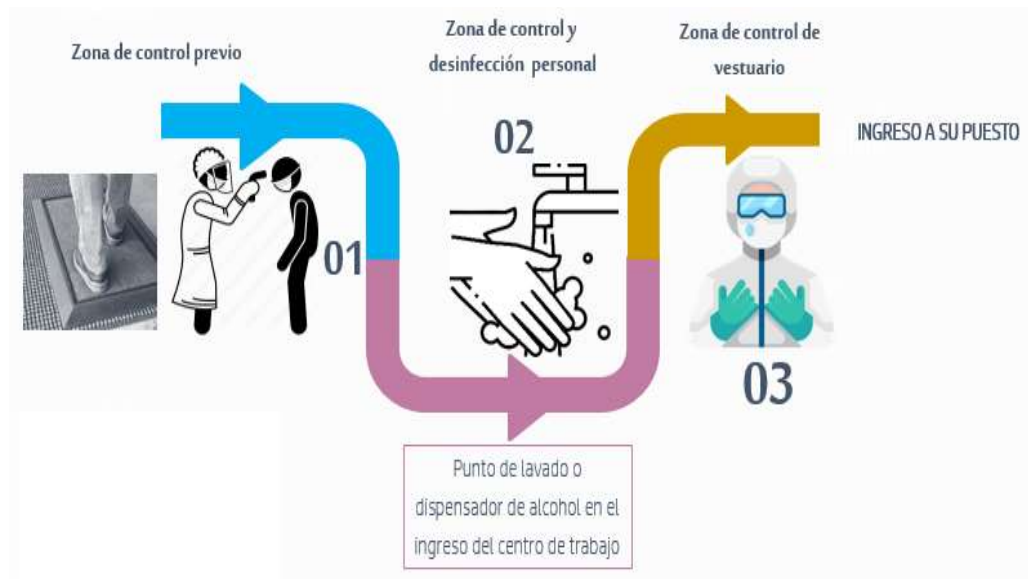 Zona de control previo
01
Zona de control y
desinfección personal
02
Punto de lavado o
dispensador de alcohol en el
ingreso del centro de trabajo
Zona de control de
vestuario
03
INGRESO A SU PUESTO